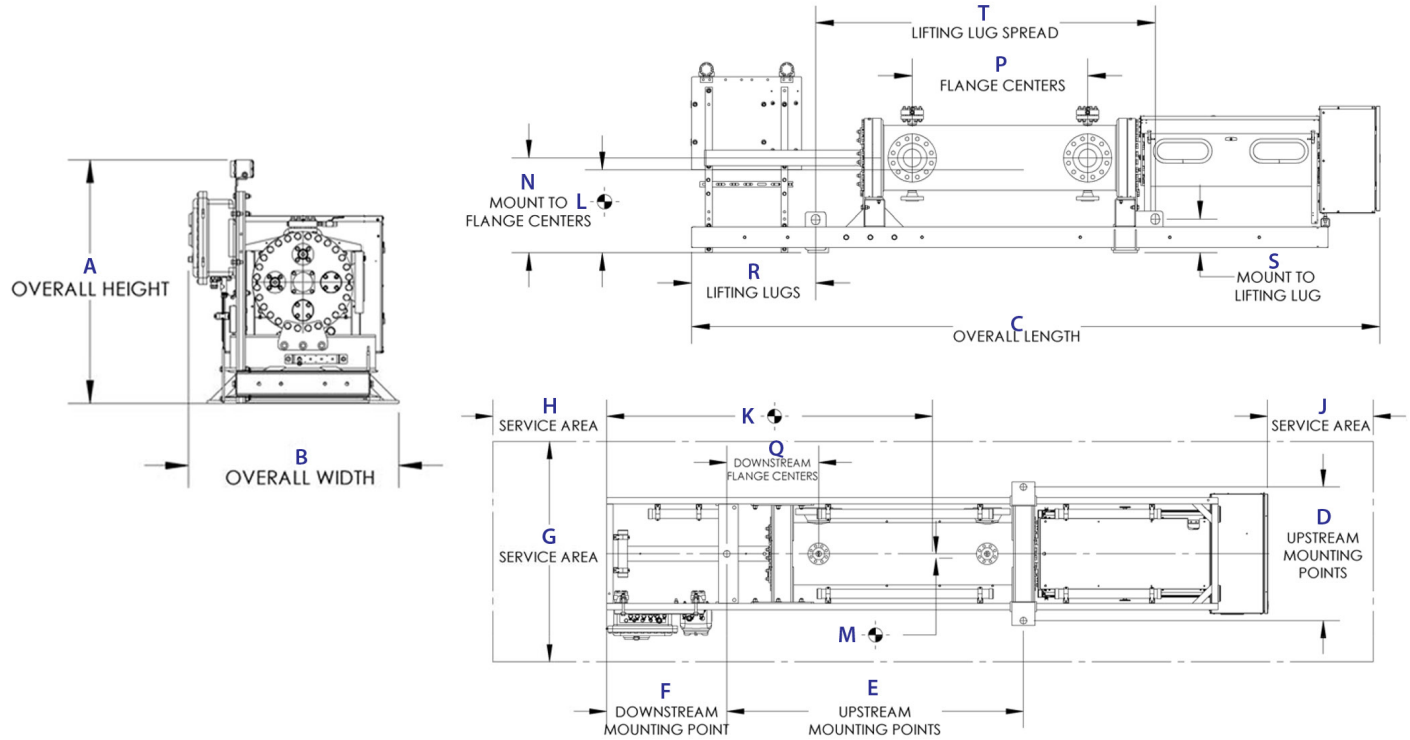 A
OVERALL HEIGHT
B
OVERALL WIDTH
T
LIFTING LUG SPREAD
P
FLANGE CENTERS
N
MOUNT TO
FLANGE CENTERS
L
R
LIFTING LUGS
S
MOUNT TO
LIFTING LUG
C
OVERALL LENGTH
H
SERVICE AREA
K
J
SERVICE AREA
Q
DOWNSTREAM
FLANGE CENTERS
G
SERVICE AREA
D
UPSTREAM
MOUNTING
POINTS
M
F
DOWNSTREAM
MOUNTING POINT
E
UPSTREAM
MOUNTING POINTS